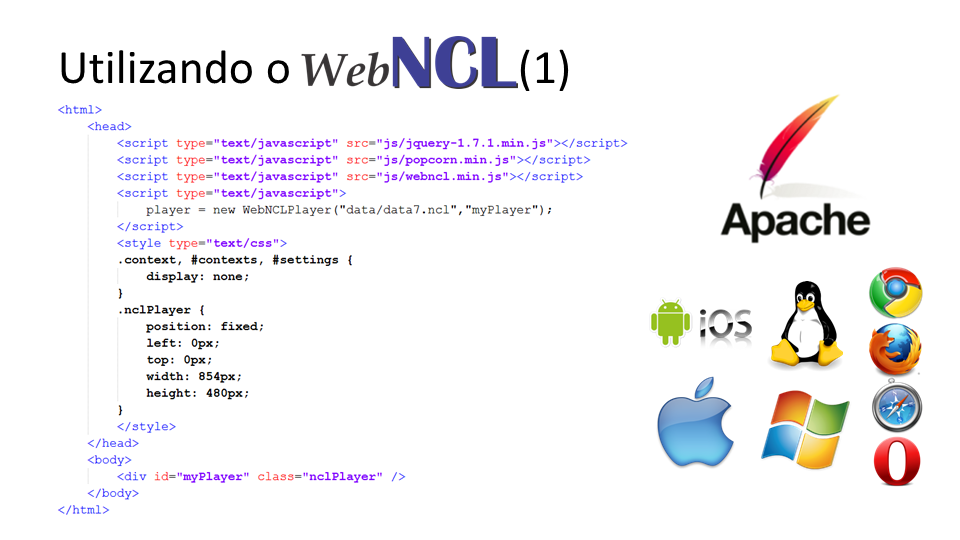 Utilizando o WebNCL(1)
<html>
<head>
<script type="text/javascript" src="js/jquery-1.7.1.min.js"></script>
<script type="text/javascript" src="js/popcorn.min.js"></script>
<script type="text/javascript" src="js/webncl.min.js"></script>
<script type="text/javascript">
player = new WebNCLPlayer("data/data7.ncl","myPlayer");
</script>
<style type="text/css">
.context, #contexts, #settings {
display: none;
}
.nclPlayer {
position: fixed;
left: 0px;
top: 0px;
width: 854px;
height: 480px;
}
</style>
</head>
<body>
<div id="myPlayer" class="nclPlayer" />
</body>
</html>
Apache
iOS